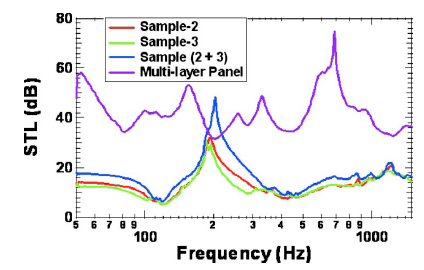 80
60
40
20
0
STL (dB)
Sample-2
Sample-3
Sample (2 + 3)
Multi-layer Panel
5 6 7 8 9 2 3 4 5 6 7 8 9
100 1000
Frequency (Hz)